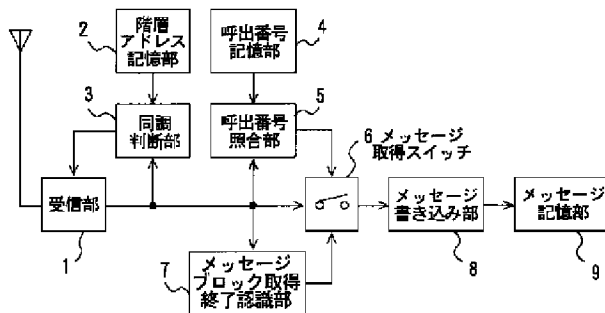 2
階層
アドレス
記憶部
4
呼出番号
記憶部
3
同調
判断部
5
呼出番号
照合部
6 メッセージ
取得スイッチ
受信部
1
メッセージ
書き込み部
8
メッセージ
記憶部
9
7
メッセージ
ブロック取得
終了認識部